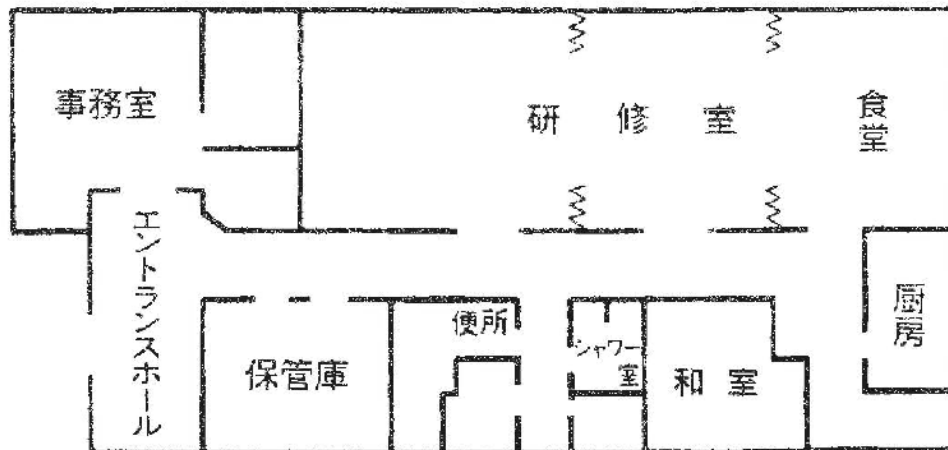 事務室
研修室
食堂
エントランスホール
厨房
便所
シャワー室
保管庫
和室